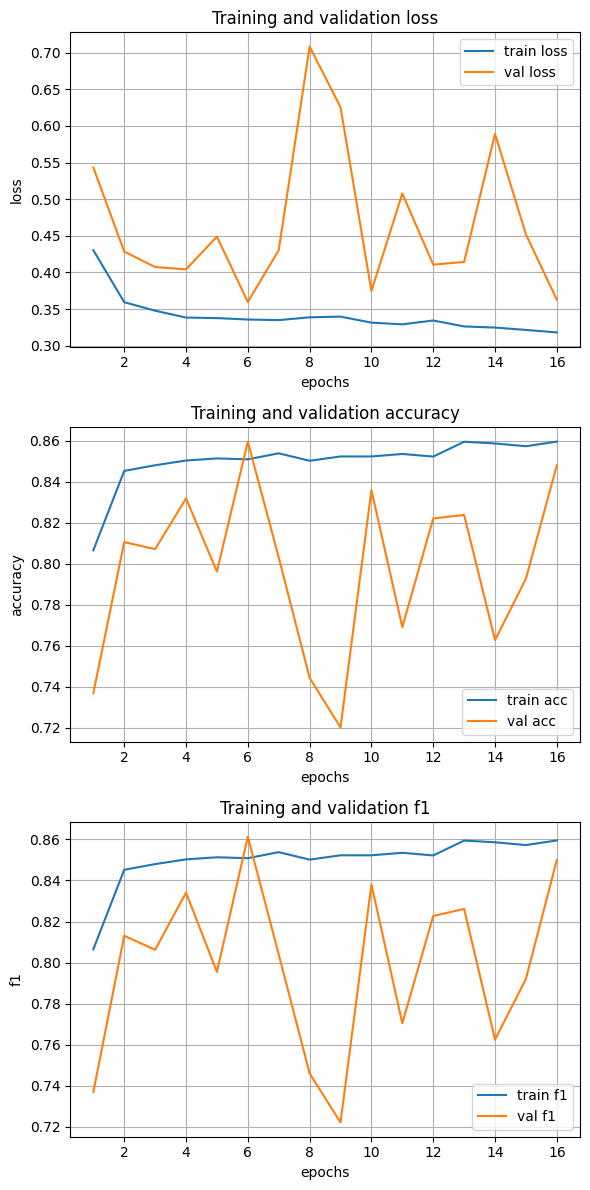 Training and validation loss
train loss
val loss
0.70
0.65
0.60
0.55
0.50
0.45
0.40
0.35
0.30
loss
2 4 6 8 10 12 14 16
epochs
Training and validation accuracy
0.86
0.84
0.82
0.80
0.78
0.76
0.74
0.72
accuracy
train acc
val acc
2 4 6 8 10 12 14 16
epochs
Training and validation f1
0.86
0.84
0.82
0.80
0.78
0.76
0.74
0.72
f1
train f1
val f1
2 4 6 8 10 12 14 16
epochs